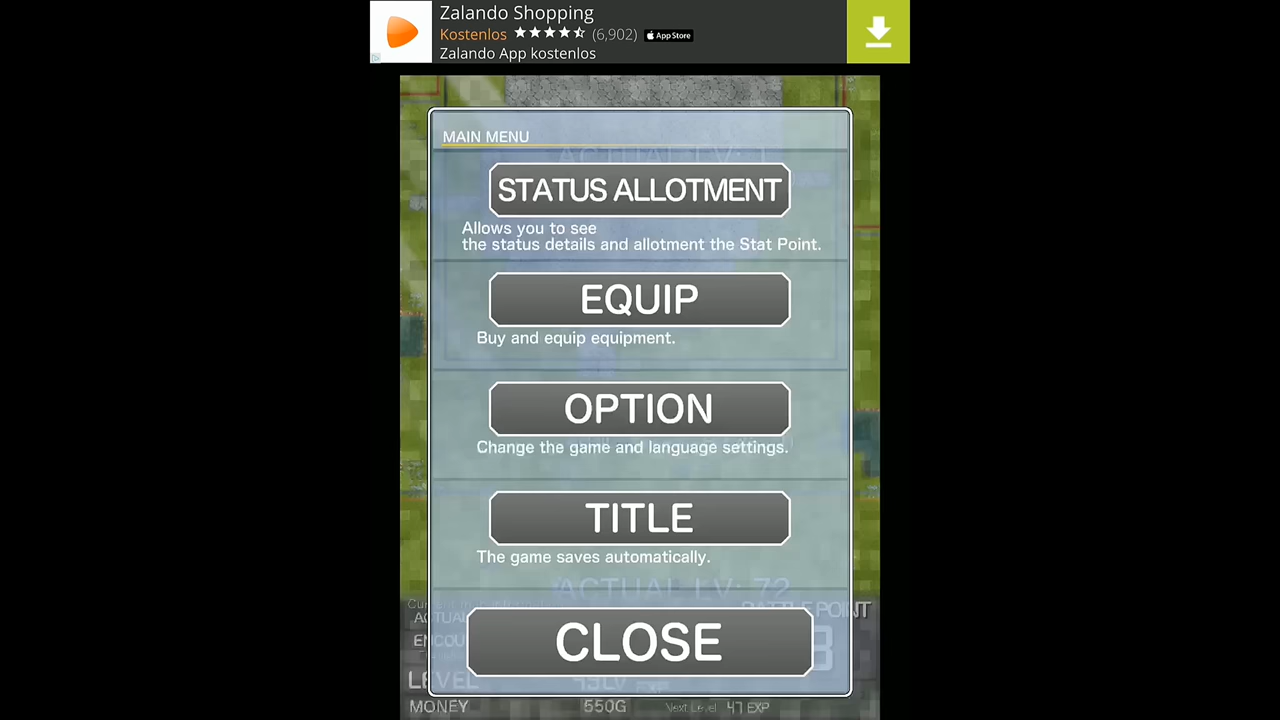 Zalando Shopping
Kostenlos (6,902) App Store
Zalando App kostenlos
MAIN MENU
STATUS ALLOTMENT
Allows you to see
the status details and allotment the Stat Point.
EQUIP
Buy and equip equipment.
OPTION
Change the game and language settings.
TITLE
The game saves automatically.
ACTUAL LV: 72
BATTLE POINT
ACTUAL
ENCOU
CLOSE
LEVEL
MONEY 550G Next Level 47 EXP